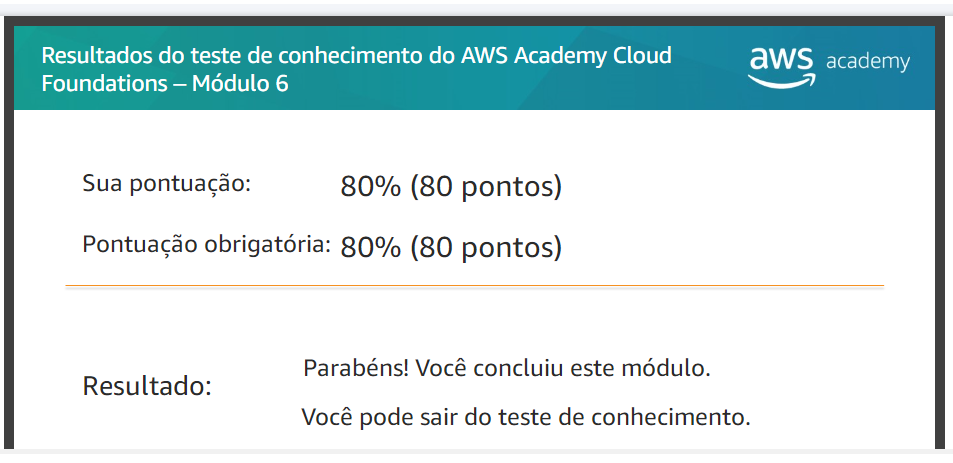 Resultados do teste de conhecimento do AWS Academy Cloud
Foundations – Módulo 6
aws academy
Sua pontuação: 80% (80 pontos)
Pontuação obrigatória: 80% (80 pontos)
Resultado:
Parabéns! Você concluiu este módulo.
Você pode sair do teste de conhecimento.